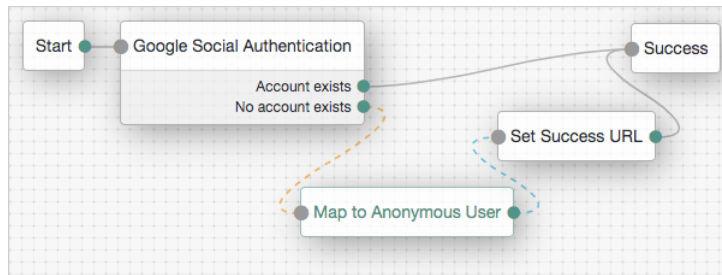 Start
Google Social Authentication
Success
Account exists
No account exists
Set Success URL
Map to Anonymous User